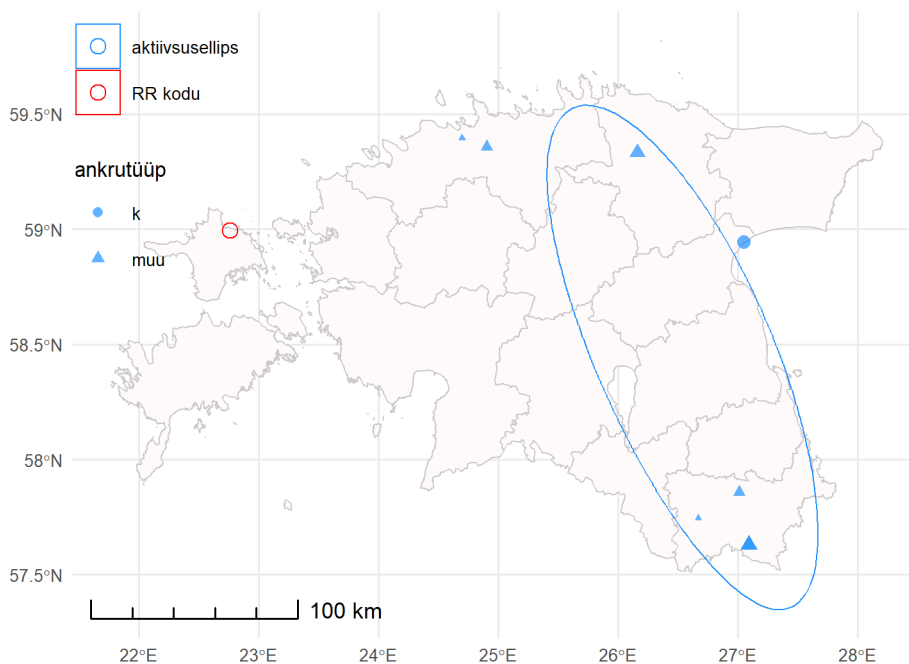 aktiivsusellips
RR kodu
ankrutüüp
k
muu
59.5°N
59°N
58.5°N
58°N
57.5°N
100 km
22°E
23°E
24°E
25°E
26°E
27°E
28°E